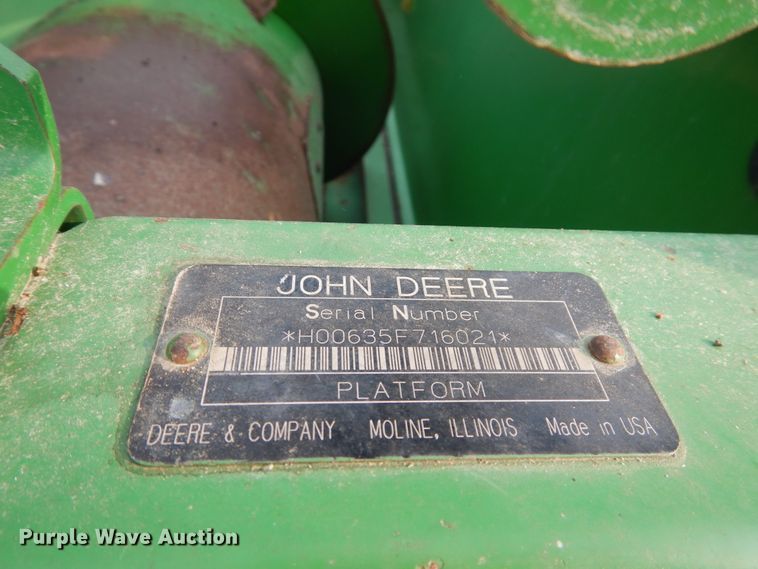 JOHN DEERE
Serial Number
*H00635F716021*
PLATFORM
DEERE & COMPANY MOLINE, ILLINOIS Made in USA
Purple Wave Auction